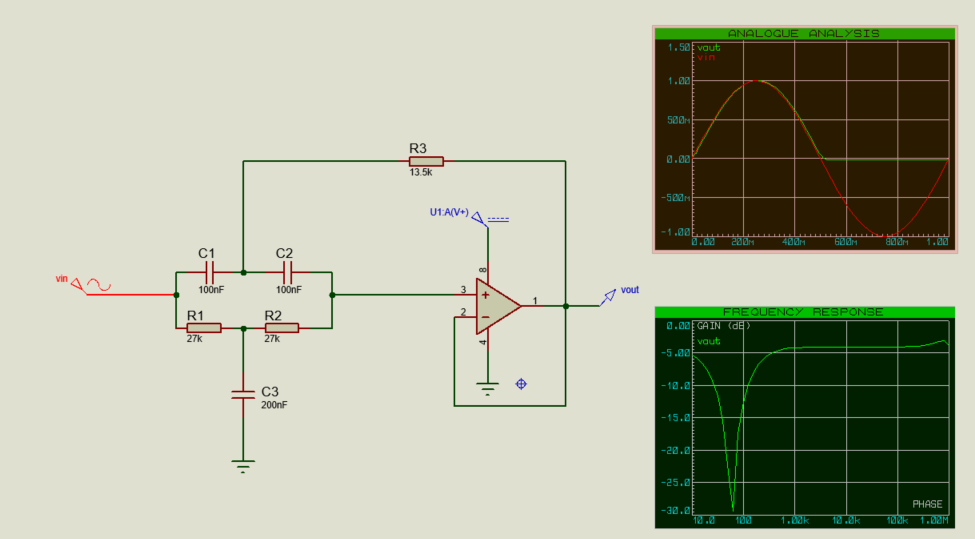 ANALOGUE ANALYSIS
1.50
vout
vin
1.00
500m
0.00
-500m
-1.00
0.00 200m 400m 600m 800m 1.00
R3
13.5k
U1:A(V+)
C1
100nF
C2
100nF
vin
8
3
+
1
vout
2
−
4
R1
27k
R2
27k
C3
200nF
FREQUENCY RESPONSE
0.00
GAIN (dB)
vout
-5.00
-10.0
-15.0
-20.0
-25.0
-30.0
PHASE
10.0 100 1.00k 10.0k 100k 1.00M